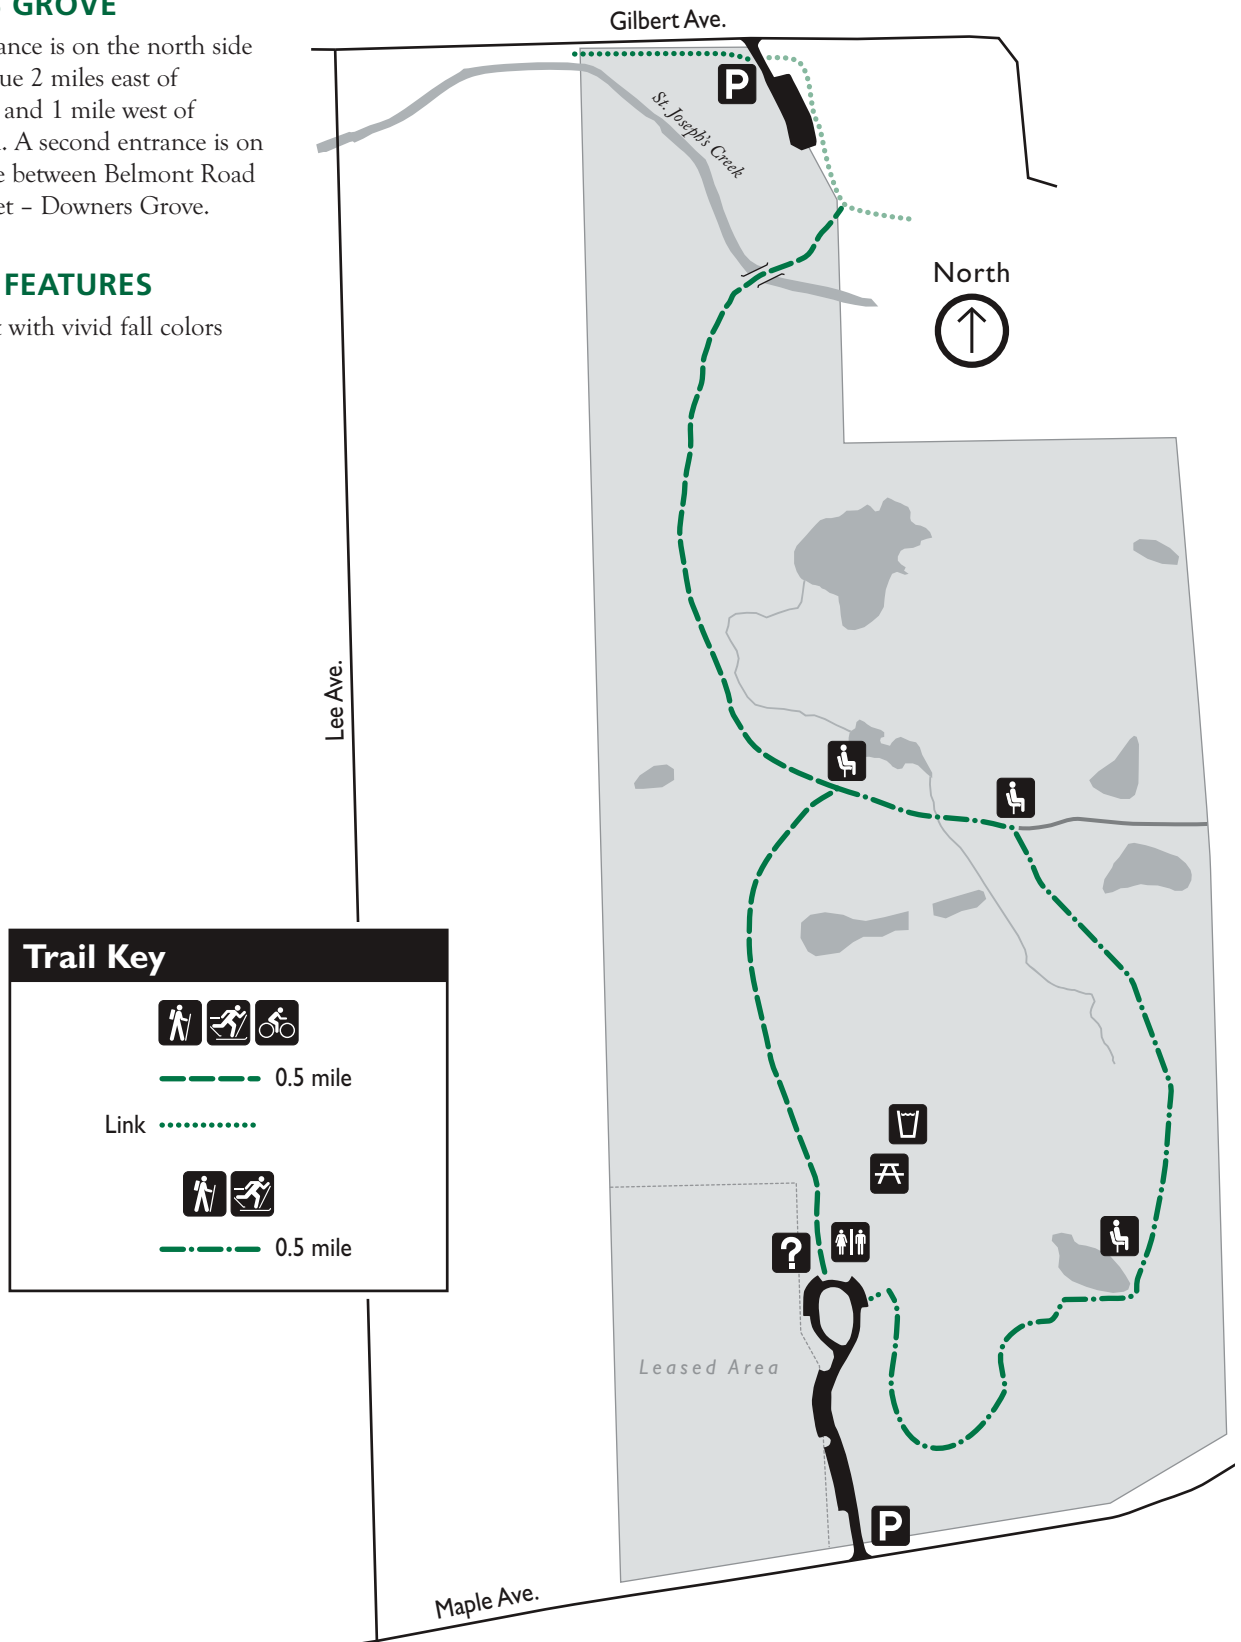 GROVE
ance is on the north side
ue 2 miles east of
and 1 mile west of
. A second entrance is on
e between Belmont Road
et – Downers Grove.
FEATURES
t with vivid fall colors
Gilbert Ave.
P
St. Joseph's Creek
North
Lee Ave.
Trail Key
0.5 mile
Link
0.5 mile
?
Leased Area
P
Maple Ave.